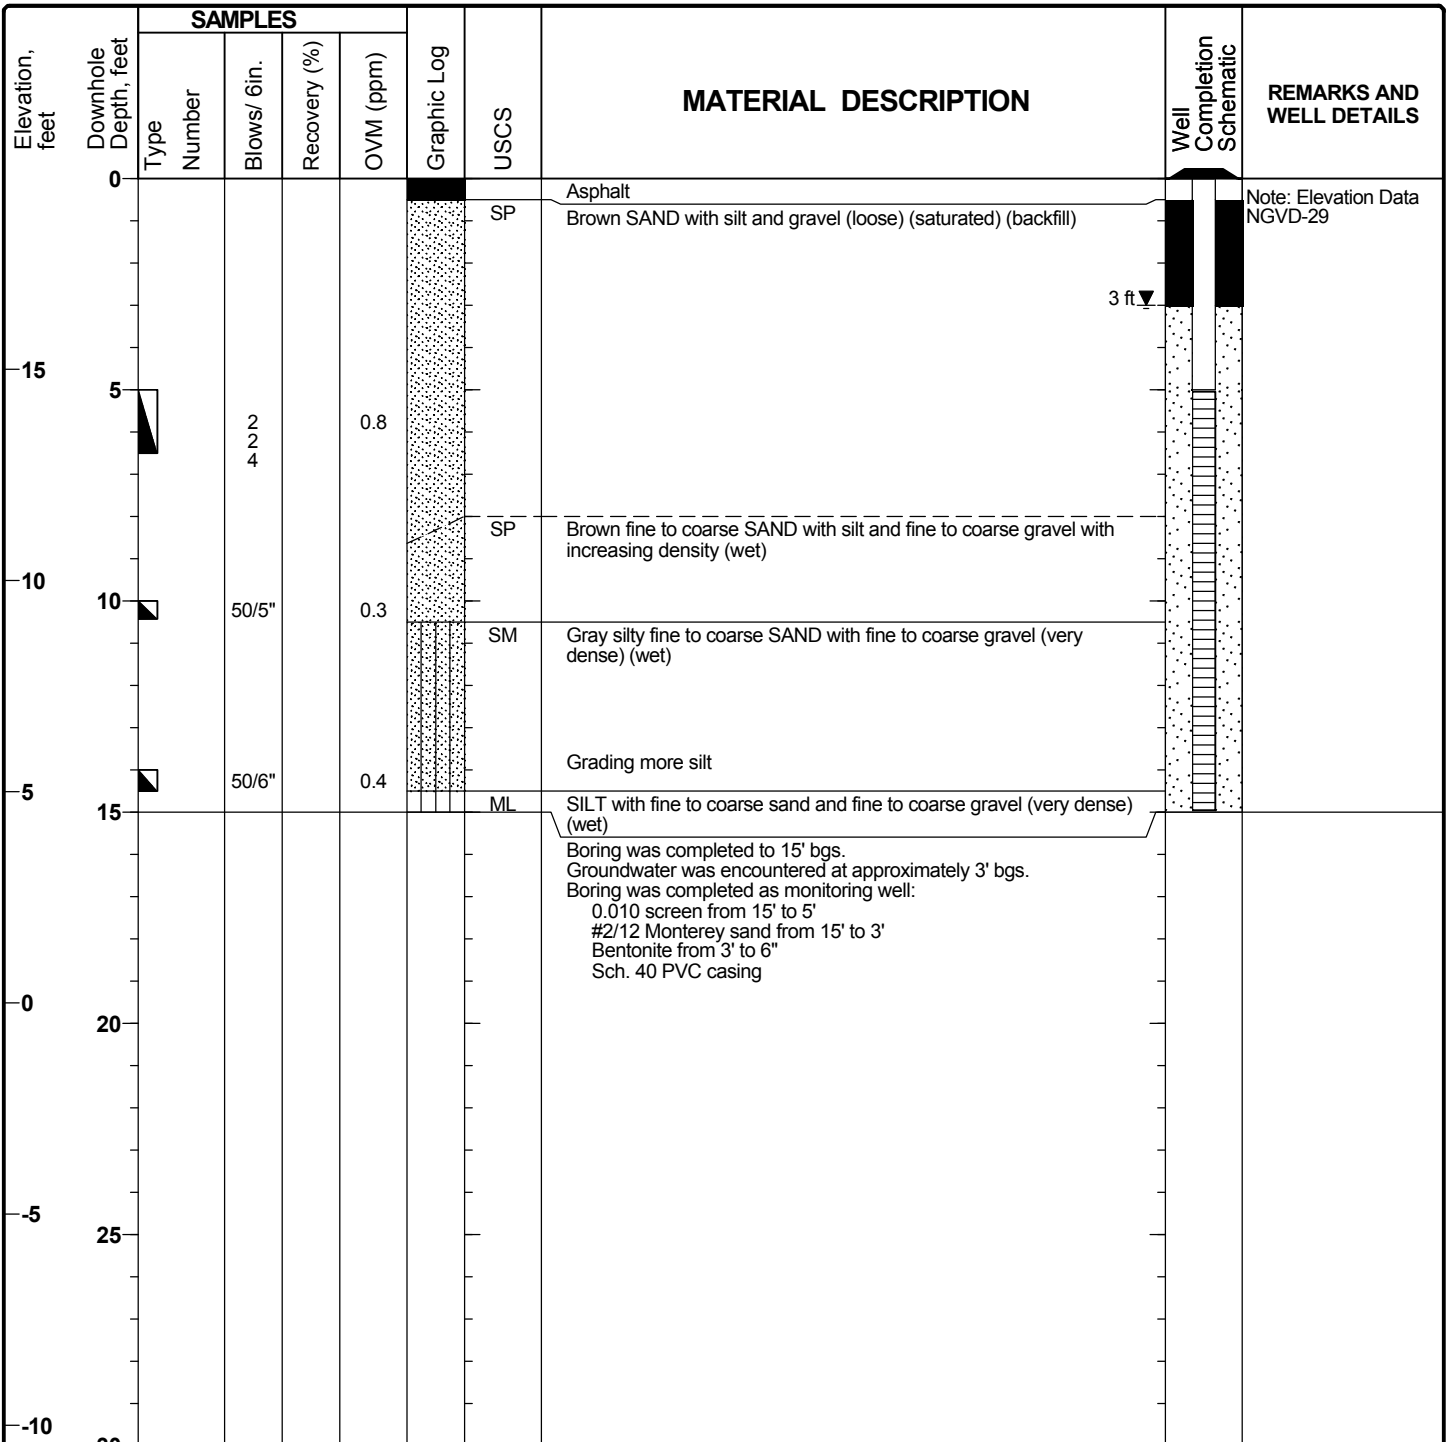 SAMPLES
Elevation, feet
Downhole Depth, feet
Type
Number
Blows/ 6in.
Recovery (%)
OVM (ppm)
Graphic Log
USCS
MATERIAL DESCRIPTION
Well Completion Schematic
REMARKS AND
WELL DETAILS
0
Asphalt
Note: Elevation Data
NGVD-29
SP
Brown SAND with silt and gravel (loose) (saturated) (backfill)
3 ft
15
5
2
0.8
2
4
SP
Brown fine to coarse SAND with silt and fine to coarse gravel with
increasing density (wet)
10
10
50/5"
0.3
SM
Gray silty fine to coarse SAND with fine to coarse gravel (very
dense) (wet)
Grading more silt
50/6"
0.4
5
15
ML
SILT with fine to coarse sand and fine to coarse gravel (very dense)
(wet)
Boring was completed to 15' bgs.
Groundwater was encountered at approximately 3' bgs.
Boring was completed as monitoring well:
0.010 screen from 15' to 5'
#2/12 Monterey sand from 15' to 3'
Bentonite from 3' to 6"
Sch. 40 PVC casing
0
20
-5
25
-10